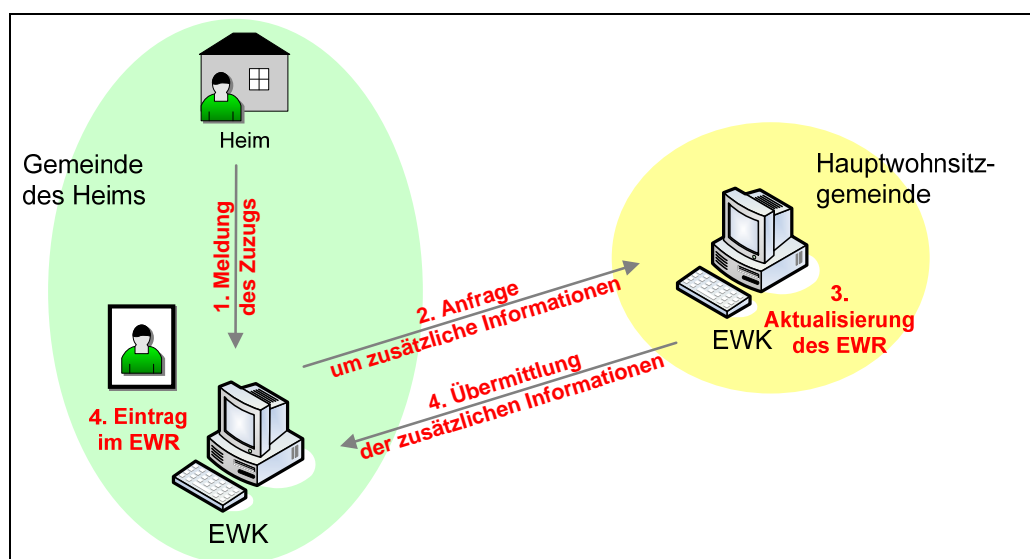 Heim
Gemeinde
des Heims
Hauptwohnsitz-
gemeinde
1. Meldung
des Zuzugs
2. Anfrage
um zusätzliche Informationen
3.
Aktualisierung
des EWR
EWK
4. Übermittlung
der zusätzlichen Informationen
4. Eintrag
im EWR
EWK